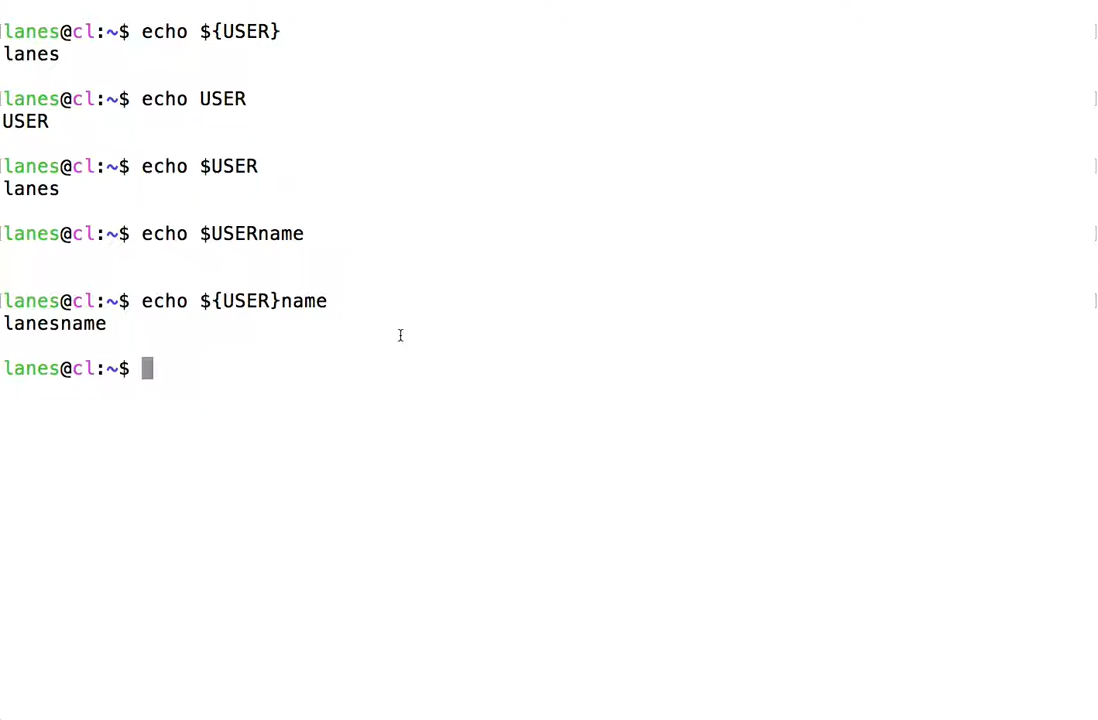 lanes@cl:~$ echo ${USER}
lanes
lanes@cl:~$ echo USER
USER
lanes@cl:~$ echo $USER
lanes
lanes@cl:~$ echo $USERname
lanes@cl:~$ echo ${USER}name
lanesname
lanes@cl:~$